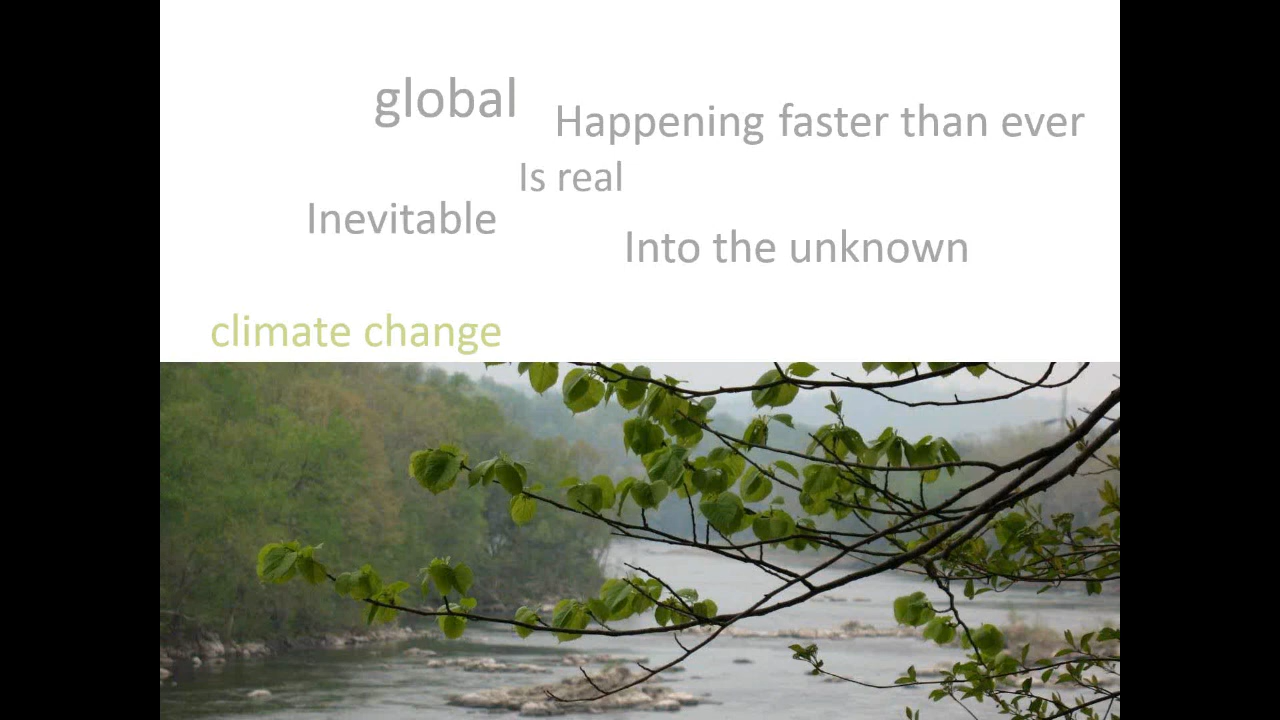 global
Happening faster than ever
Is real
Inevitable
Into the unknown
climate change